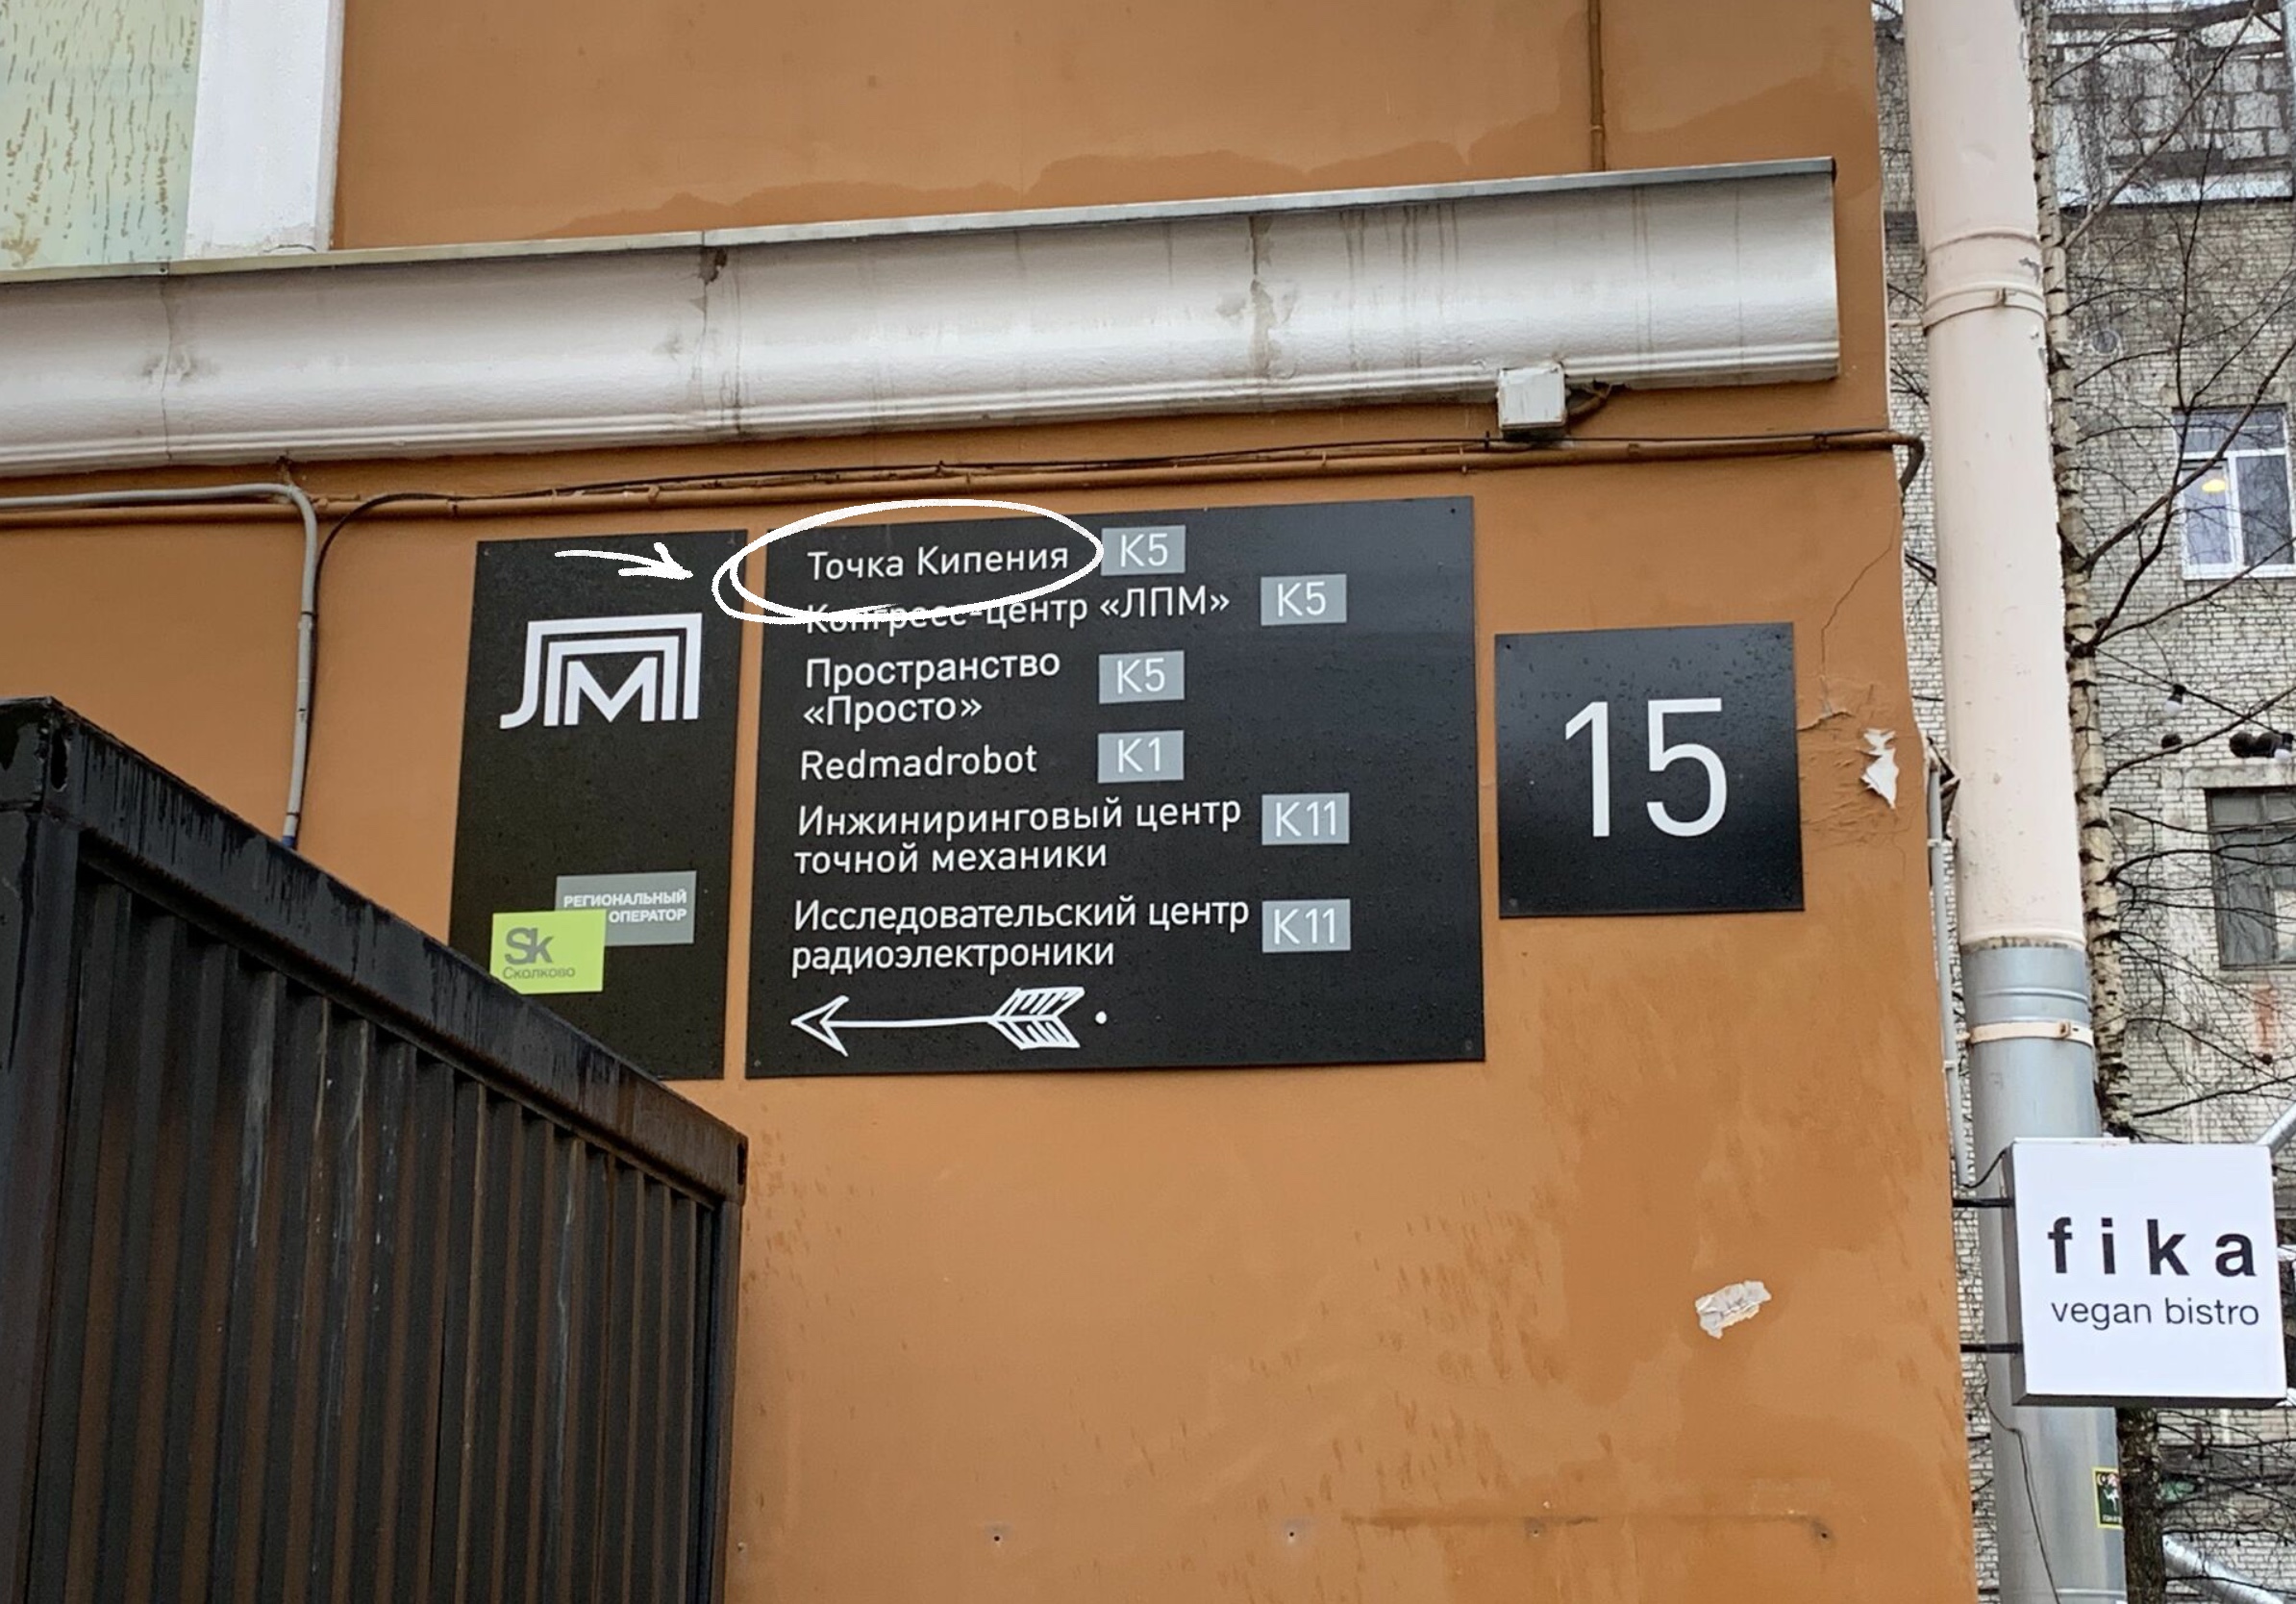 ЛПМ
РЕГИОНАЛЬНЫЙ
ОПЕРАТОР
Sk
Сколково
Точка Кипения К5
Конгресс-центр «ЛПМ» К5
Пространство
«Просто» К5
Redmadrobot К1
Инжиниринговый центр
точной механики К11
Исследовательский центр
радиоэлектроники К11
15
fika
vegan bistro